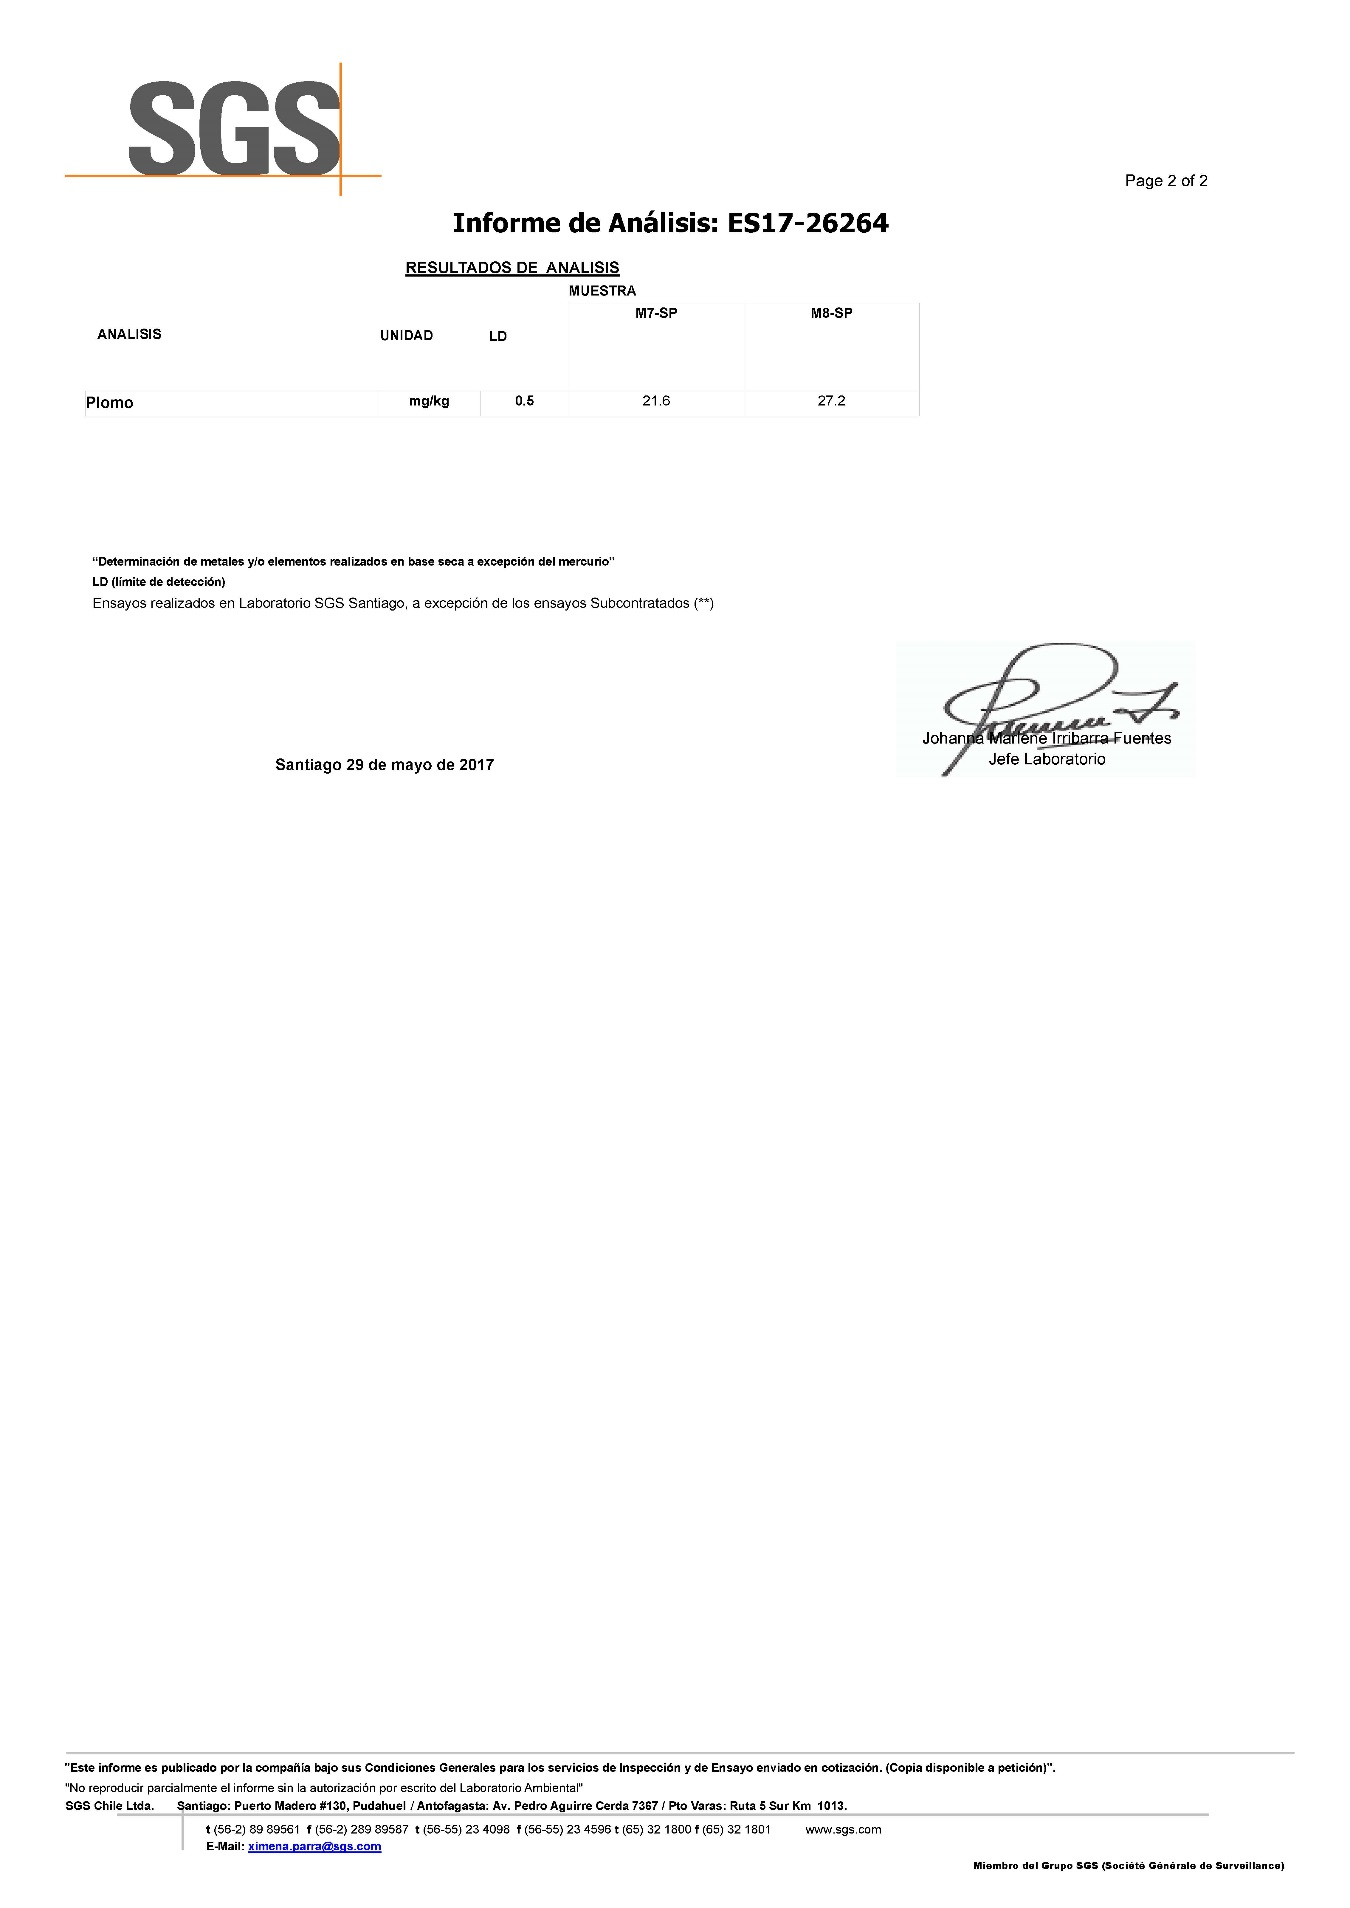 SGS
Page 2 of 2
Informe de Análisis: ES17-26264
RESULTADOS DE ANALISIS
MUESTRA
M7-SP M8-SP
ANALISIS UNIDAD LD
Plomo mg/kg 0.5 21.6 27.2
"Determinación de metales y/o elementos realizados en base seca a excepción del mercurio"
LD (límite de detección)
Ensayos realizados en Laboratorio SGS Santiago, a excepción de los ensayos Subcontratados (**)
Johanna Marlene Irribarra Fuentes
Jefe Laboratorio
Santiago 29 de mayo de 2017
"Este informe es publicado por la compañía bajo sus Condiciones Generales para los servicios de Inspección y de Ensayo enviado en cotización. (Copia disponible a petición)".
"No reproducir parcialmente el informe sin la autorización por escrito del Laboratorio Ambiental"
SGS Chile Ltda. Santiago: Puerto Madero #130, Pudahuel / Antofagasta: Av. Pedro Aguirre Cerda 7367 / Pto Varas: Ruta 5 Sur Km 1013.
t (56-2) 89 89561 f (56-2) 289 89587 t (56-55) 23 4098 f (56-55) 23 4596 t (65) 32 1800 f (65) 32 1801 www.sgs.com
E-Mail: ximena.parra@sgs.com
Miembro del Grupo SGS (Société Générale de Surveillance)